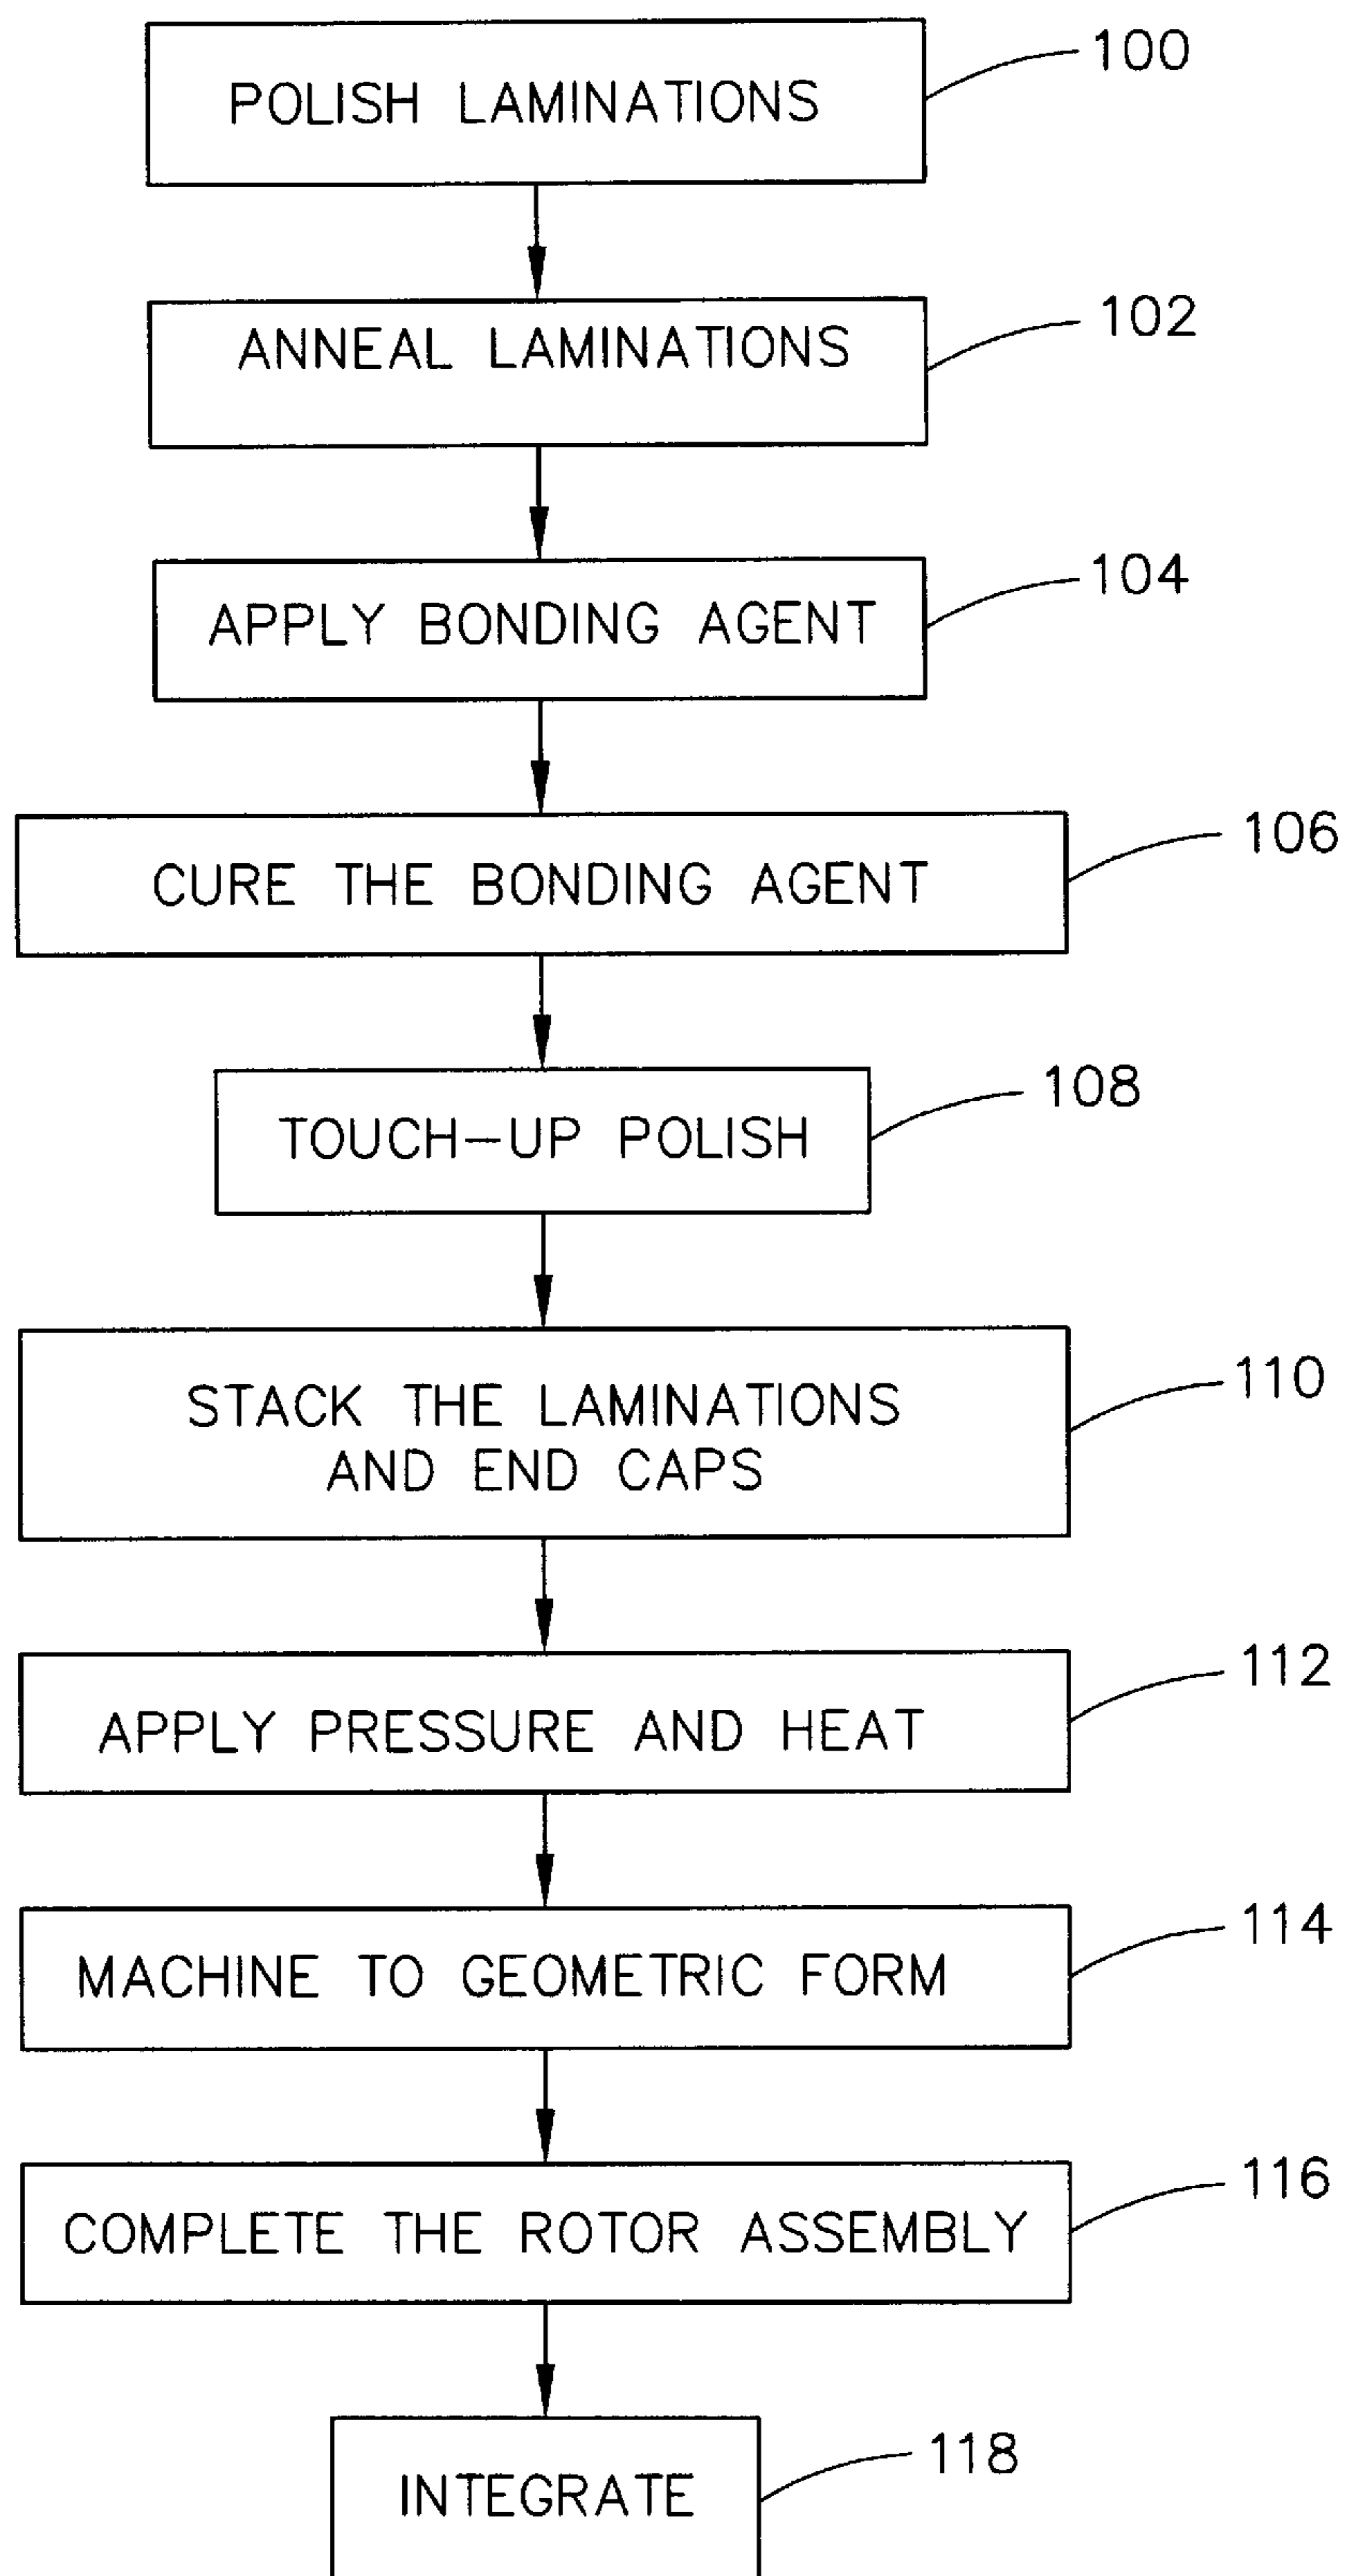 POLISH LAMINATIONS
100
ANNEAL LAMINATIONS
102
APPLY BONDING AGENT
104
CURE THE BONDING AGENT
106
TOUCH-UP POLISH
108
STACK THE LAMINATIONS
AND END CAPS
110
APPLY PRESSURE AND HEAT
112
MACHINE TO GEOMETRIC FORM
114
COMPLETE THE ROTOR ASSEMBLY
116
INTEGRATE
118